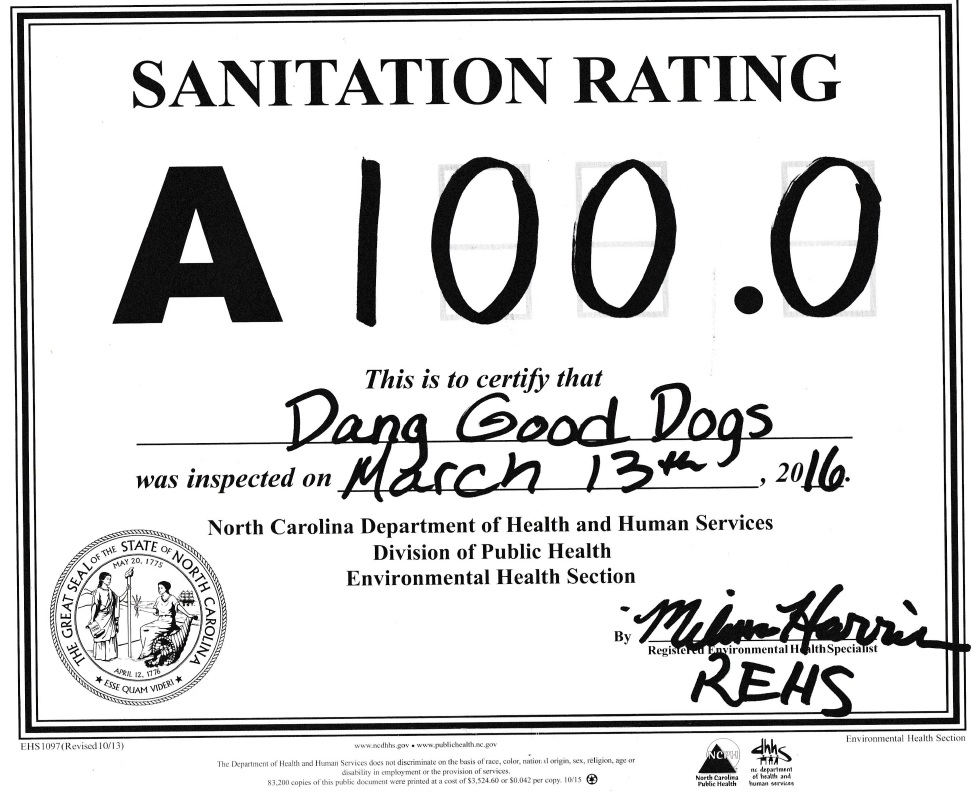 SANITATION RATING
A 100.0
This is to certify that
Dang Good Dogs
was inspected on March 13th, 2016.
North Carolina Department of Health and Human Services
Division of Public Health
Environmental Health Section
THE GREAT SEAL OF THE STATE OF NORTH CAROLINA
MAY 20, 1775
APRIL 12, 1776
★ ESSE QUAM VIDERI ★
By Harris
Registered Environmental Health Specialist
REHS
EHS1097 (Revised 10/13)
www.ncdhhs.gov • www.publichealth.nc.gov
Environmental Health Section
The Department of Health and Human Services does not discriminate on the basis of race, color, national origin, sex, religion, age or
disability in employment or the provision of services.
83,200 copies of this public document were printed at a cost of $3,524.60 or $0.042 per copy. 10/15
NCPH
North Carolina
Public Health
dhhs
nc department
of health and
human services